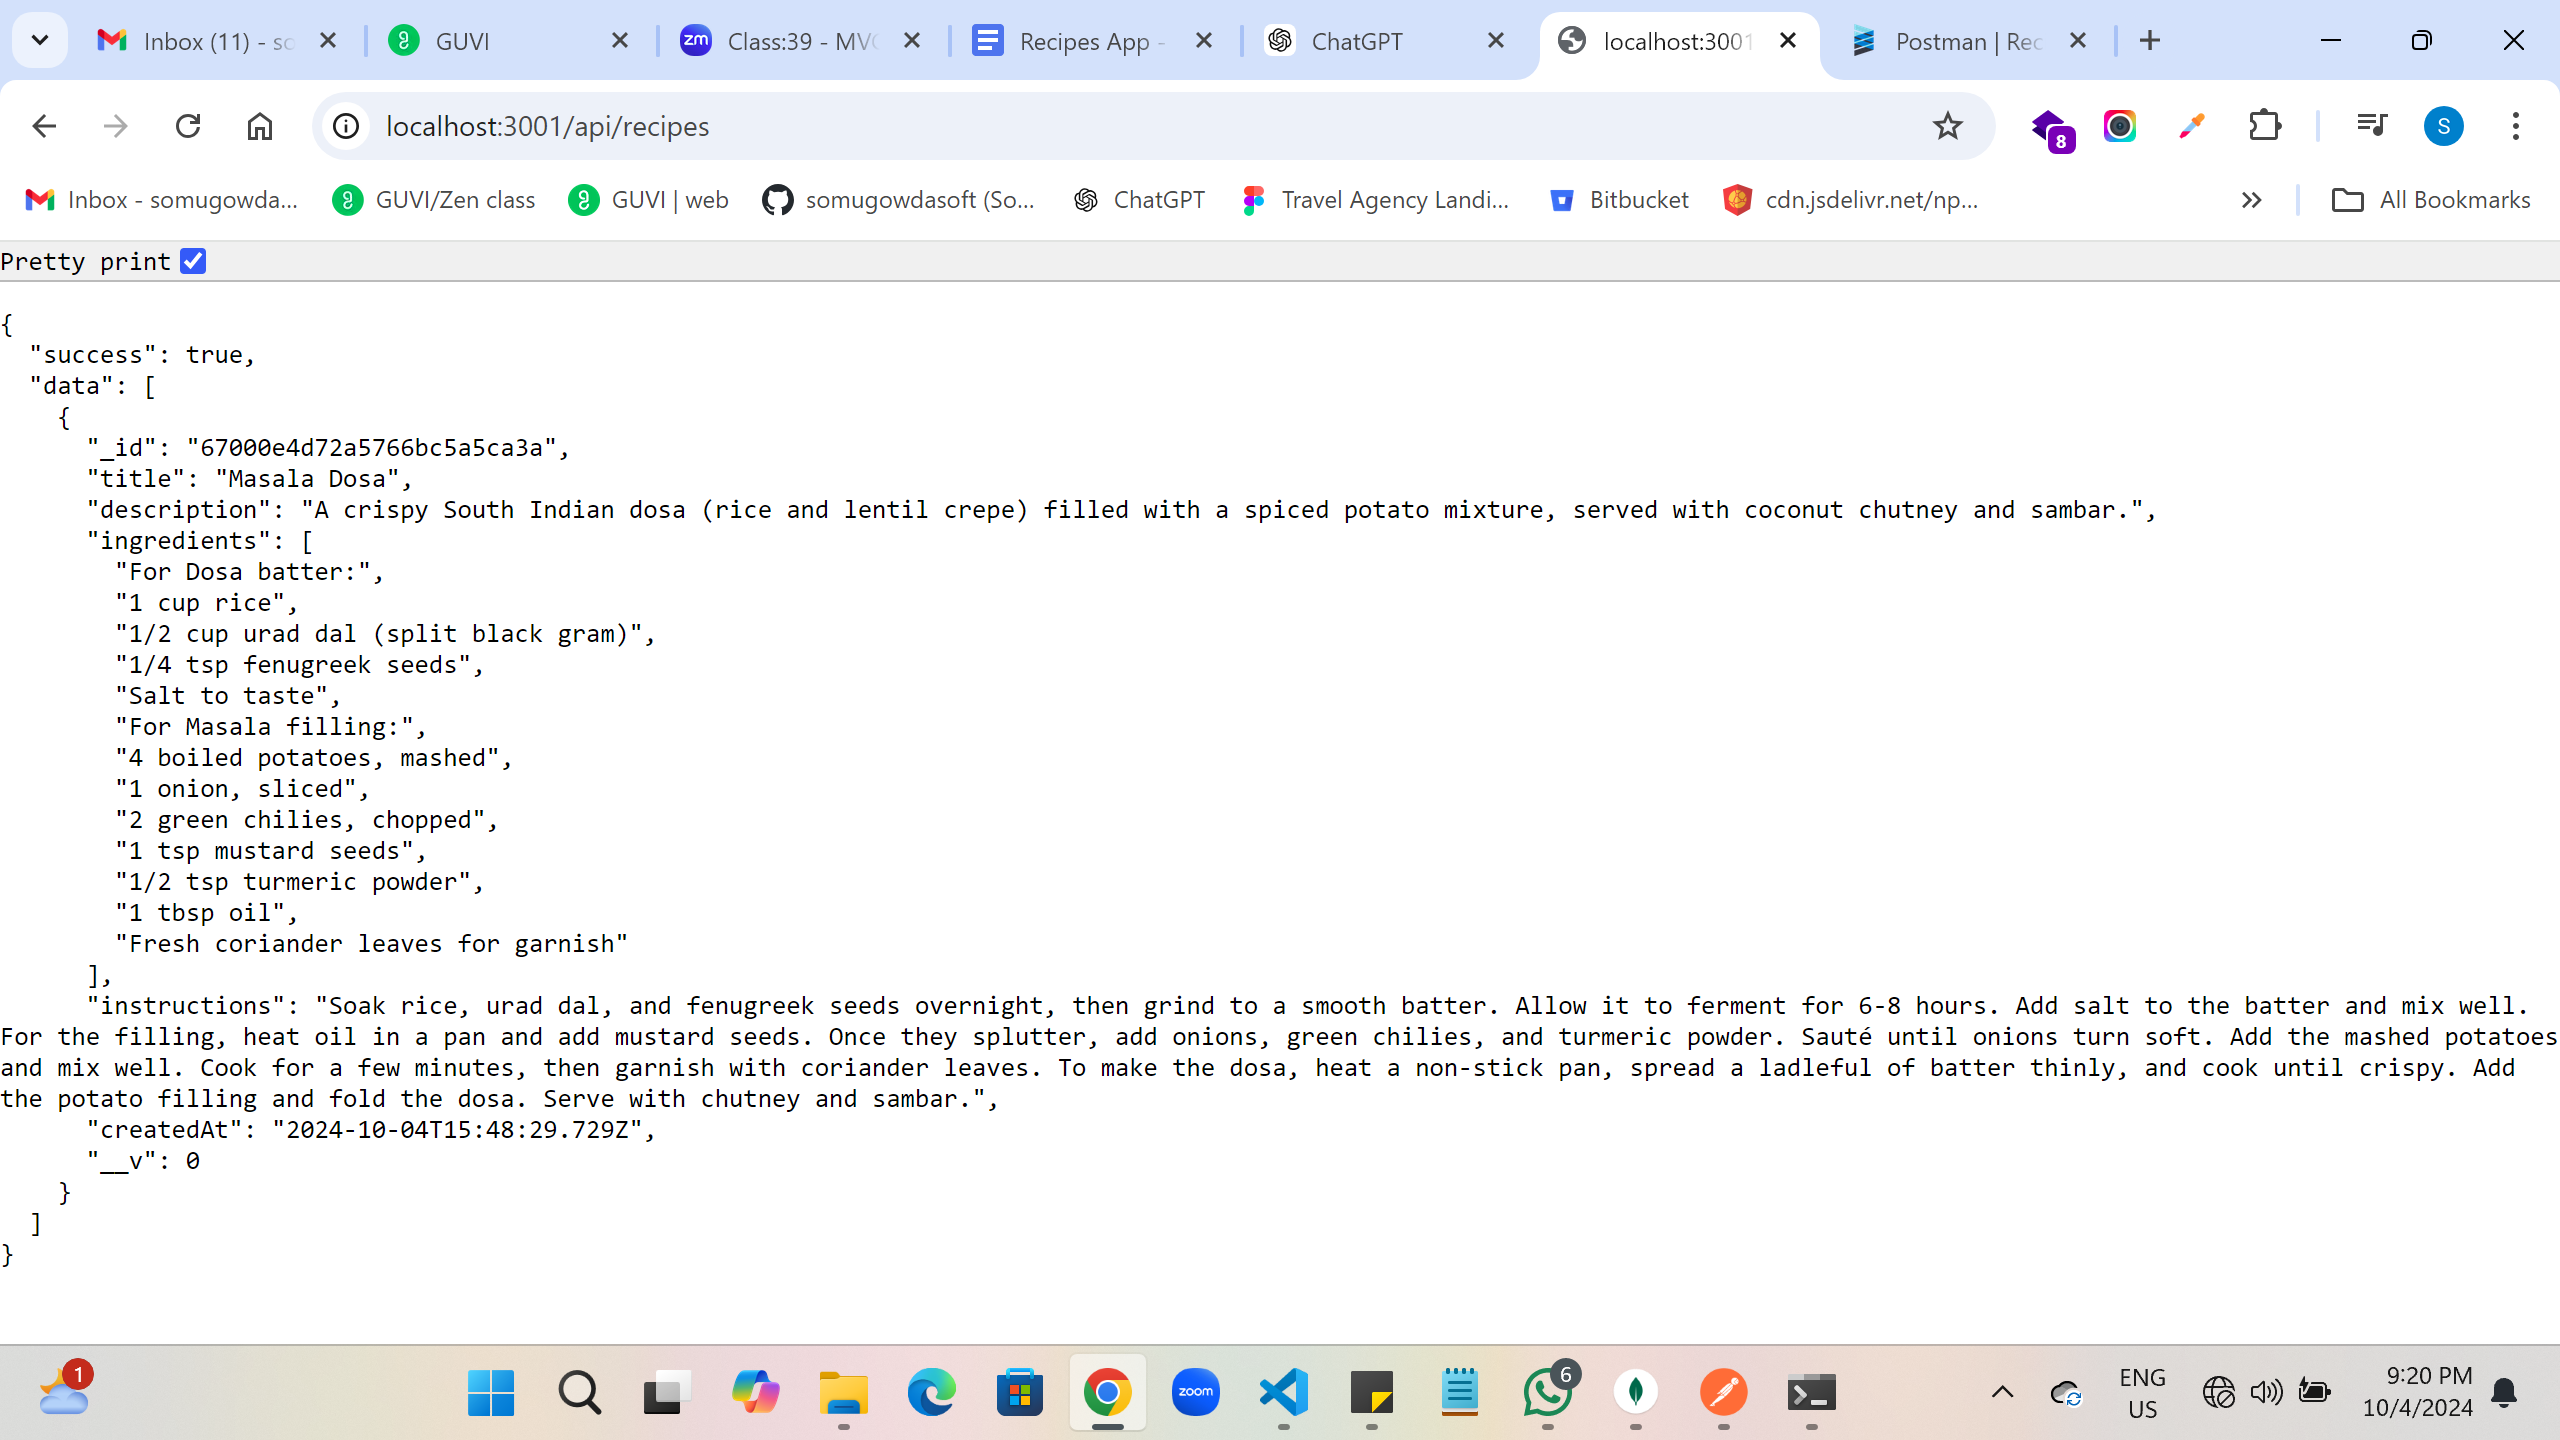 Inbox (11) - so
GUVI
zm Class:39 - MVC
Recipes App -
ChatGPT
localhost:3001
Postman | Rec
localhost:3001/api/recipes
8
S
Inbox - somugowda...
GUVI/Zen class
GUVI | web
somugowdasoft (So...
ChatGPT
Travel Agency Landi...
Bitbucket
cdn.jsdelivr.net/np...
All Bookmarks
Pretty print
{
  "success": true,
  "data": [
    {
      "_id": "67000e4d72a5766bc5a5ca3a",
      "title": "Masala Dosa",
      "description": "A crispy South Indian dosa (rice and lentil crepe) filled with a spiced potato mixture, served with coconut chutney and sambar.",
      "ingredients": [
        "For Dosa batter:",
        "1 cup rice",
        "1/2 cup urad dal (split black gram)",
        "1/4 tsp fenugreek seeds",
        "Salt to taste",
        "For Masala filling:",
        "4 boiled potatoes, mashed",
        "1 onion, sliced",
        "2 green chilies, chopped",
        "1 tsp mustard seeds",
        "1/2 tsp turmeric powder",
        "1 tbsp oil",
        "Fresh coriander leaves for garnish"
      ],
      "instructions": "Soak rice, urad dal, and fenugreek seeds overnight, then grind to a smooth batter. Allow it to ferment for 6-8 hours. Add salt to the batter and mix well.
For the filling, heat oil in a pan and add mustard seeds. Once they splutter, add onions, green chilies, and turmeric powder. Sauté until onions turn soft. Add the mashed potatoes
and mix well. Cook for a few minutes, then garnish with coriander leaves. To make the dosa, heat a non-stick pan, spread a ladleful of batter thinly, and cook until crispy. Add
the potato filling and fold the dosa. Serve with chutney and sambar.",
      "createdAt": "2024-10-04T15:48:29.729Z",
      "__v": 0
    }
  ]
}
1
zoom
6
ENG
US
9:20 PM
10/4/2024